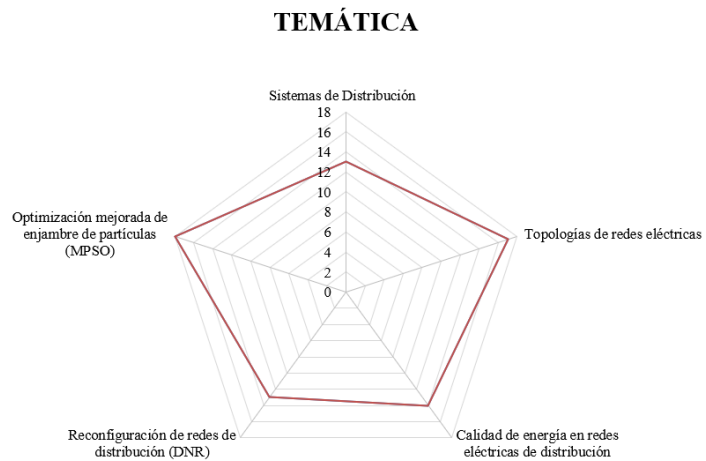 TEMÁTICA
Sistemas de Distribución
18
16
14
12
10
8
6
4
2
0
Topologías de redes eléctricas
Calidad de energía en redes
eléctricas de distribución
Reconfiguración de redes de
distribución (DNR)
Optimización mejorada de
enjambre de partículas
(MPSO)